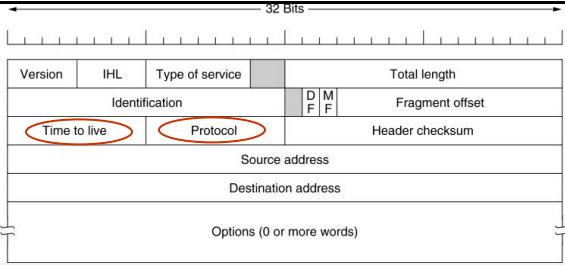 32 Bits
Version IHL Type of service Total length
Identification D F M F Fragment offset
Time to live Protocol Header checksum
Source address
Destination address
Options (0 or more words)